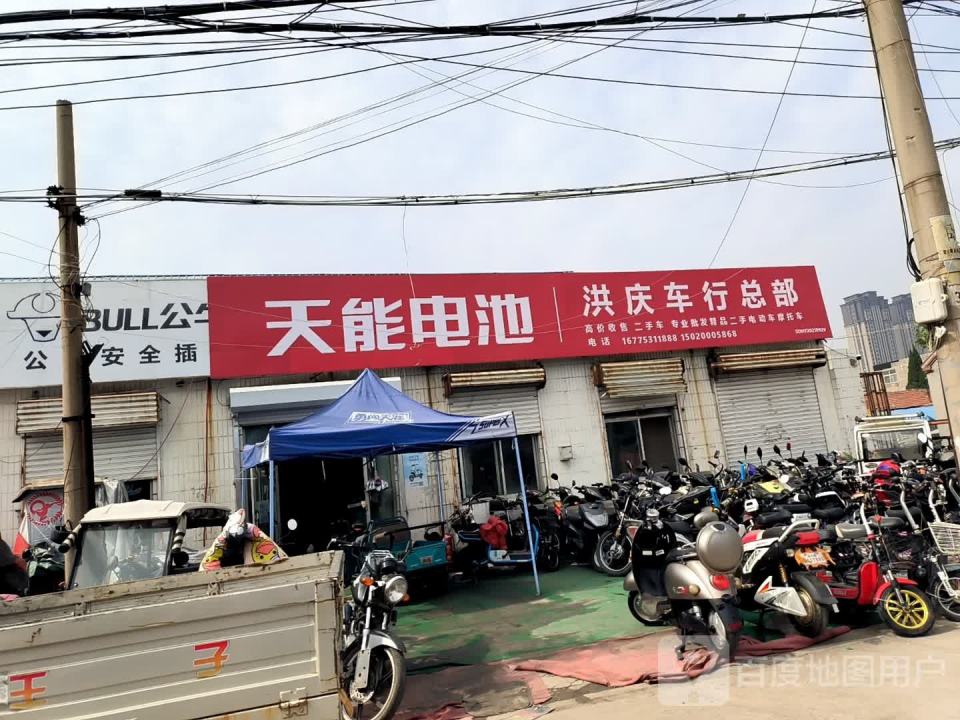 BULL公牛
公 安全插
天能电池
洪庆车行总部
高价收售 二手车 专业批发精品二手电动车摩托车
电话 16775311888 15020005868
王 子
百度地图用户